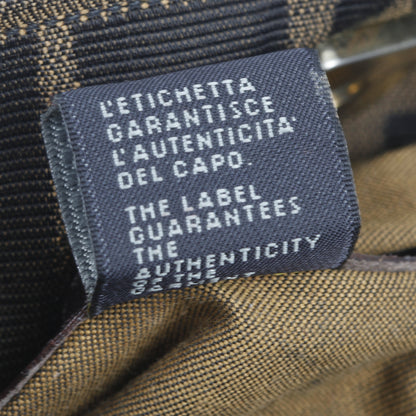 L'ETICHETTA
GARANTISCE
L'AUTENTICITA'
DEL CAPO.
THE LABEL
GUARANTEES
THE
AUTHENTICITY